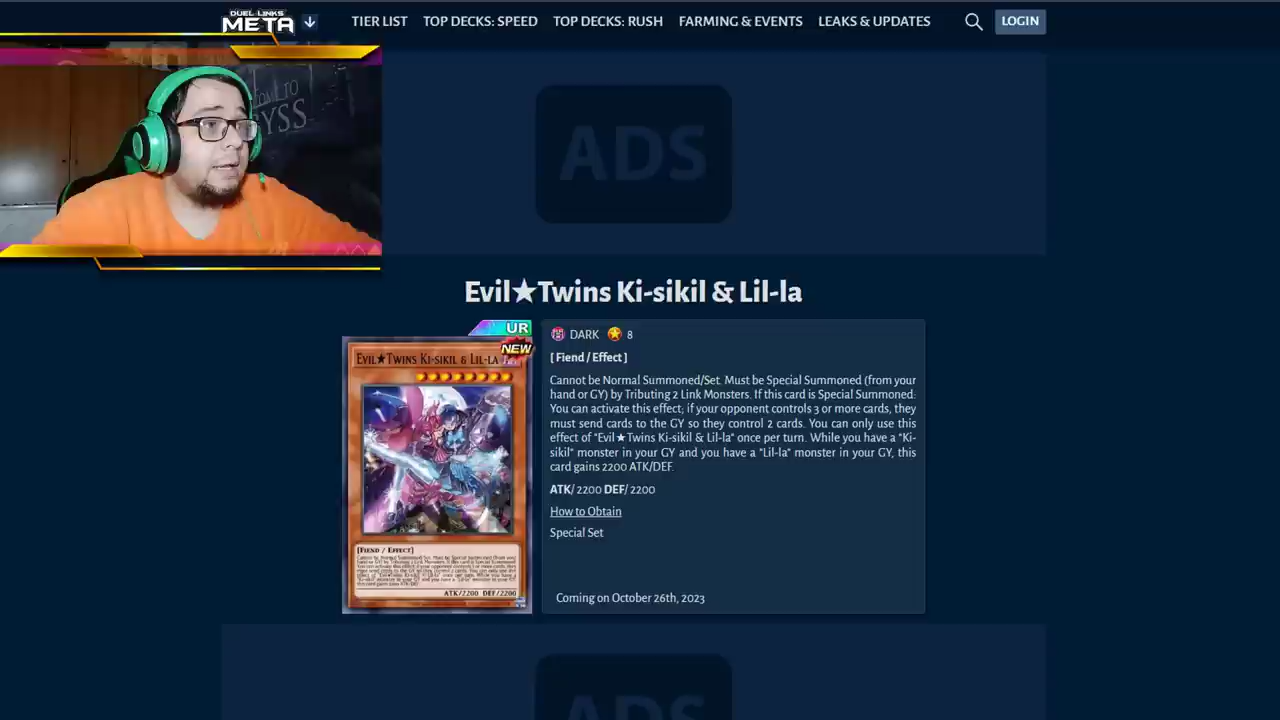 DUEL LINKS
META
TIER LIST
TOP DECKS: SPEED
TOP DECKS: RUSH
FARMING & EVENTS
LEAKS & UPDATES
LOGIN
ADS
Evil★Twins Ki-sikil & Lil-la
UR
NEW
EVIL★TWINS KI-SIKIL & LIL-LA
DARK 8
[ Fiend / Effect ]
Cannot be Normal Summoned/Set. Must be Special Summoned (from your
hand or GY) by Tributing 2 Link Monsters. If this card is Special Summoned:
You can activate this effect; if your opponent controls 3 or more cards, they
must send cards to the GY so they control 2 cards. You can only use this
effect of "Evil★Twins Ki-sikil & Lil-la" once per turn. While you have a "Ki-
sikil" monster in your GY and you have a "Lil-la" monster in your GY, this
card gains 2200 ATK/DEF.
ATK/ 2200 DEF/ 2200
How to Obtain
Special Set
Coming on October 26th, 2023
[FIEND / EFFECT]
ATK/2200 DEF/2200
ADS